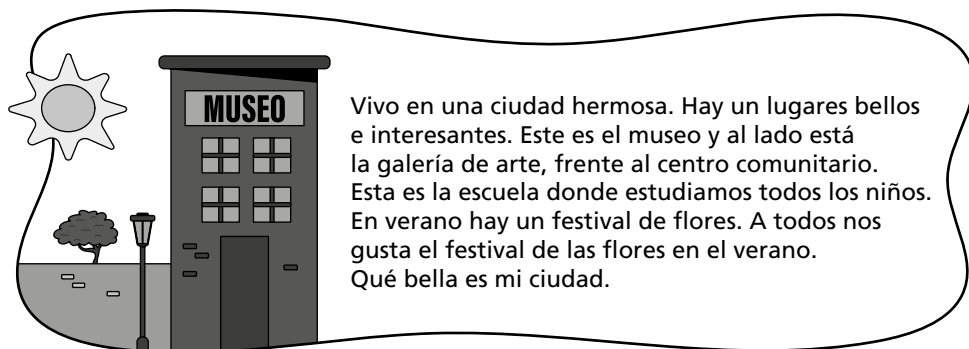 MUSEO
Vivo en una ciudad hermosa. Hay un lugares bellos
e interesantes. Este es el museo y al lado está
la galería de arte, frente al centro comunitario.
Esta es la escuela donde estudiamos todos los niños.
En verano hay un festival de flores. A todos nos
gusta el festival de las flores en el verano.
Qué bella es mi ciudad.